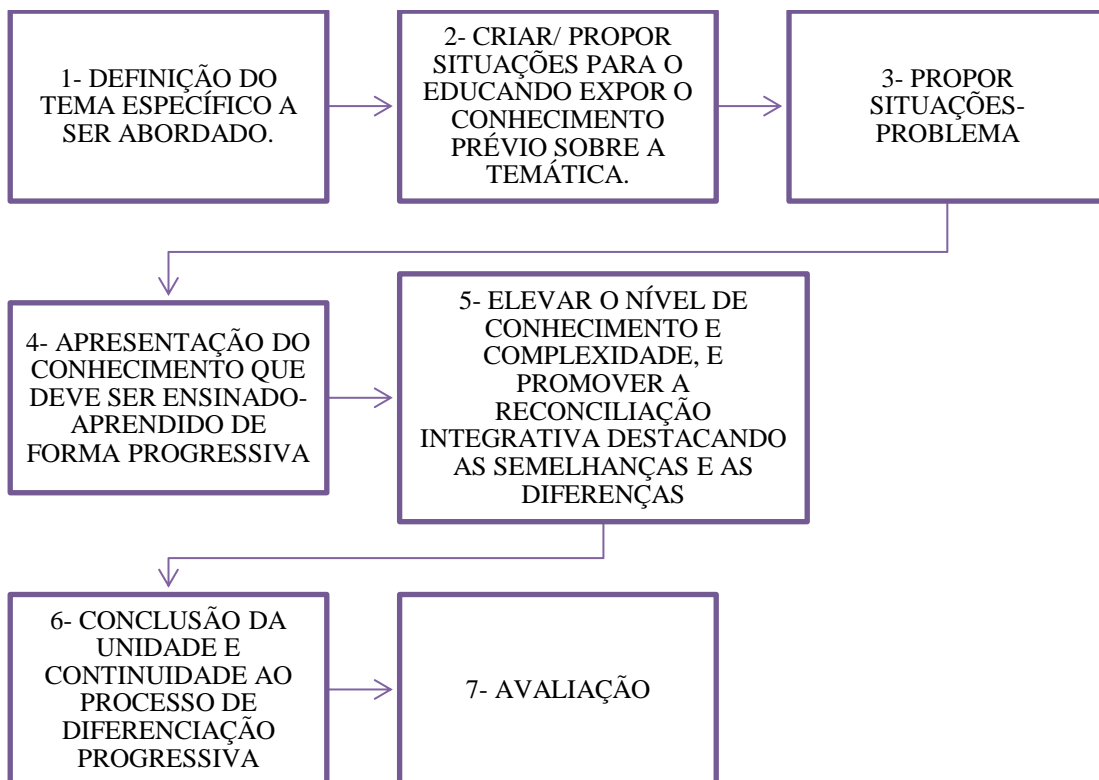 1- DEFINIÇÃO DO
TEMA ESPECÍFICO A
SER ABORDADO.
2- CRIAR/ PROPOR
SITUAÇÕES PARA O
EDUCANDO EXPOR O
CONHECIMENTO
PRÉVIO SOBRE A
TEMÁTICA.
3- PROPOR
SITUAÇÕES-
PROBLEMA
4- APRESENTAÇÃO DO
CONHECIMENTO QUE
DEVE SER ENSINADO-
APRENDIDO DE
FORMA PROGRESSIVA
5- ELEVAR O NÍVEL DE
CONHECIMENTO E
COMPLEXIDADE, E
PROMOVER A
RECONCILIAÇÃO
INTEGRATIVA DESTACANDO
AS SEMELHANÇAS E AS
DIFERENÇAS
6- CONCLUSÃO DA
UNIDADE E
CONTINUIDADE AO
PROCESSO DE
DIFERENCIAÇÃO
PROGRESSIVA
7- AVALIAÇÃO